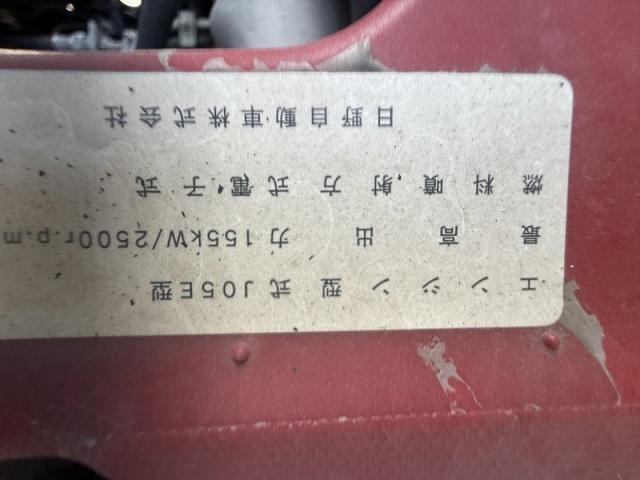 エンジン型式 J05E型
最高出力 155kW/2500r.p.m
燃料噴射方式 電子式
日野自動車株式会社